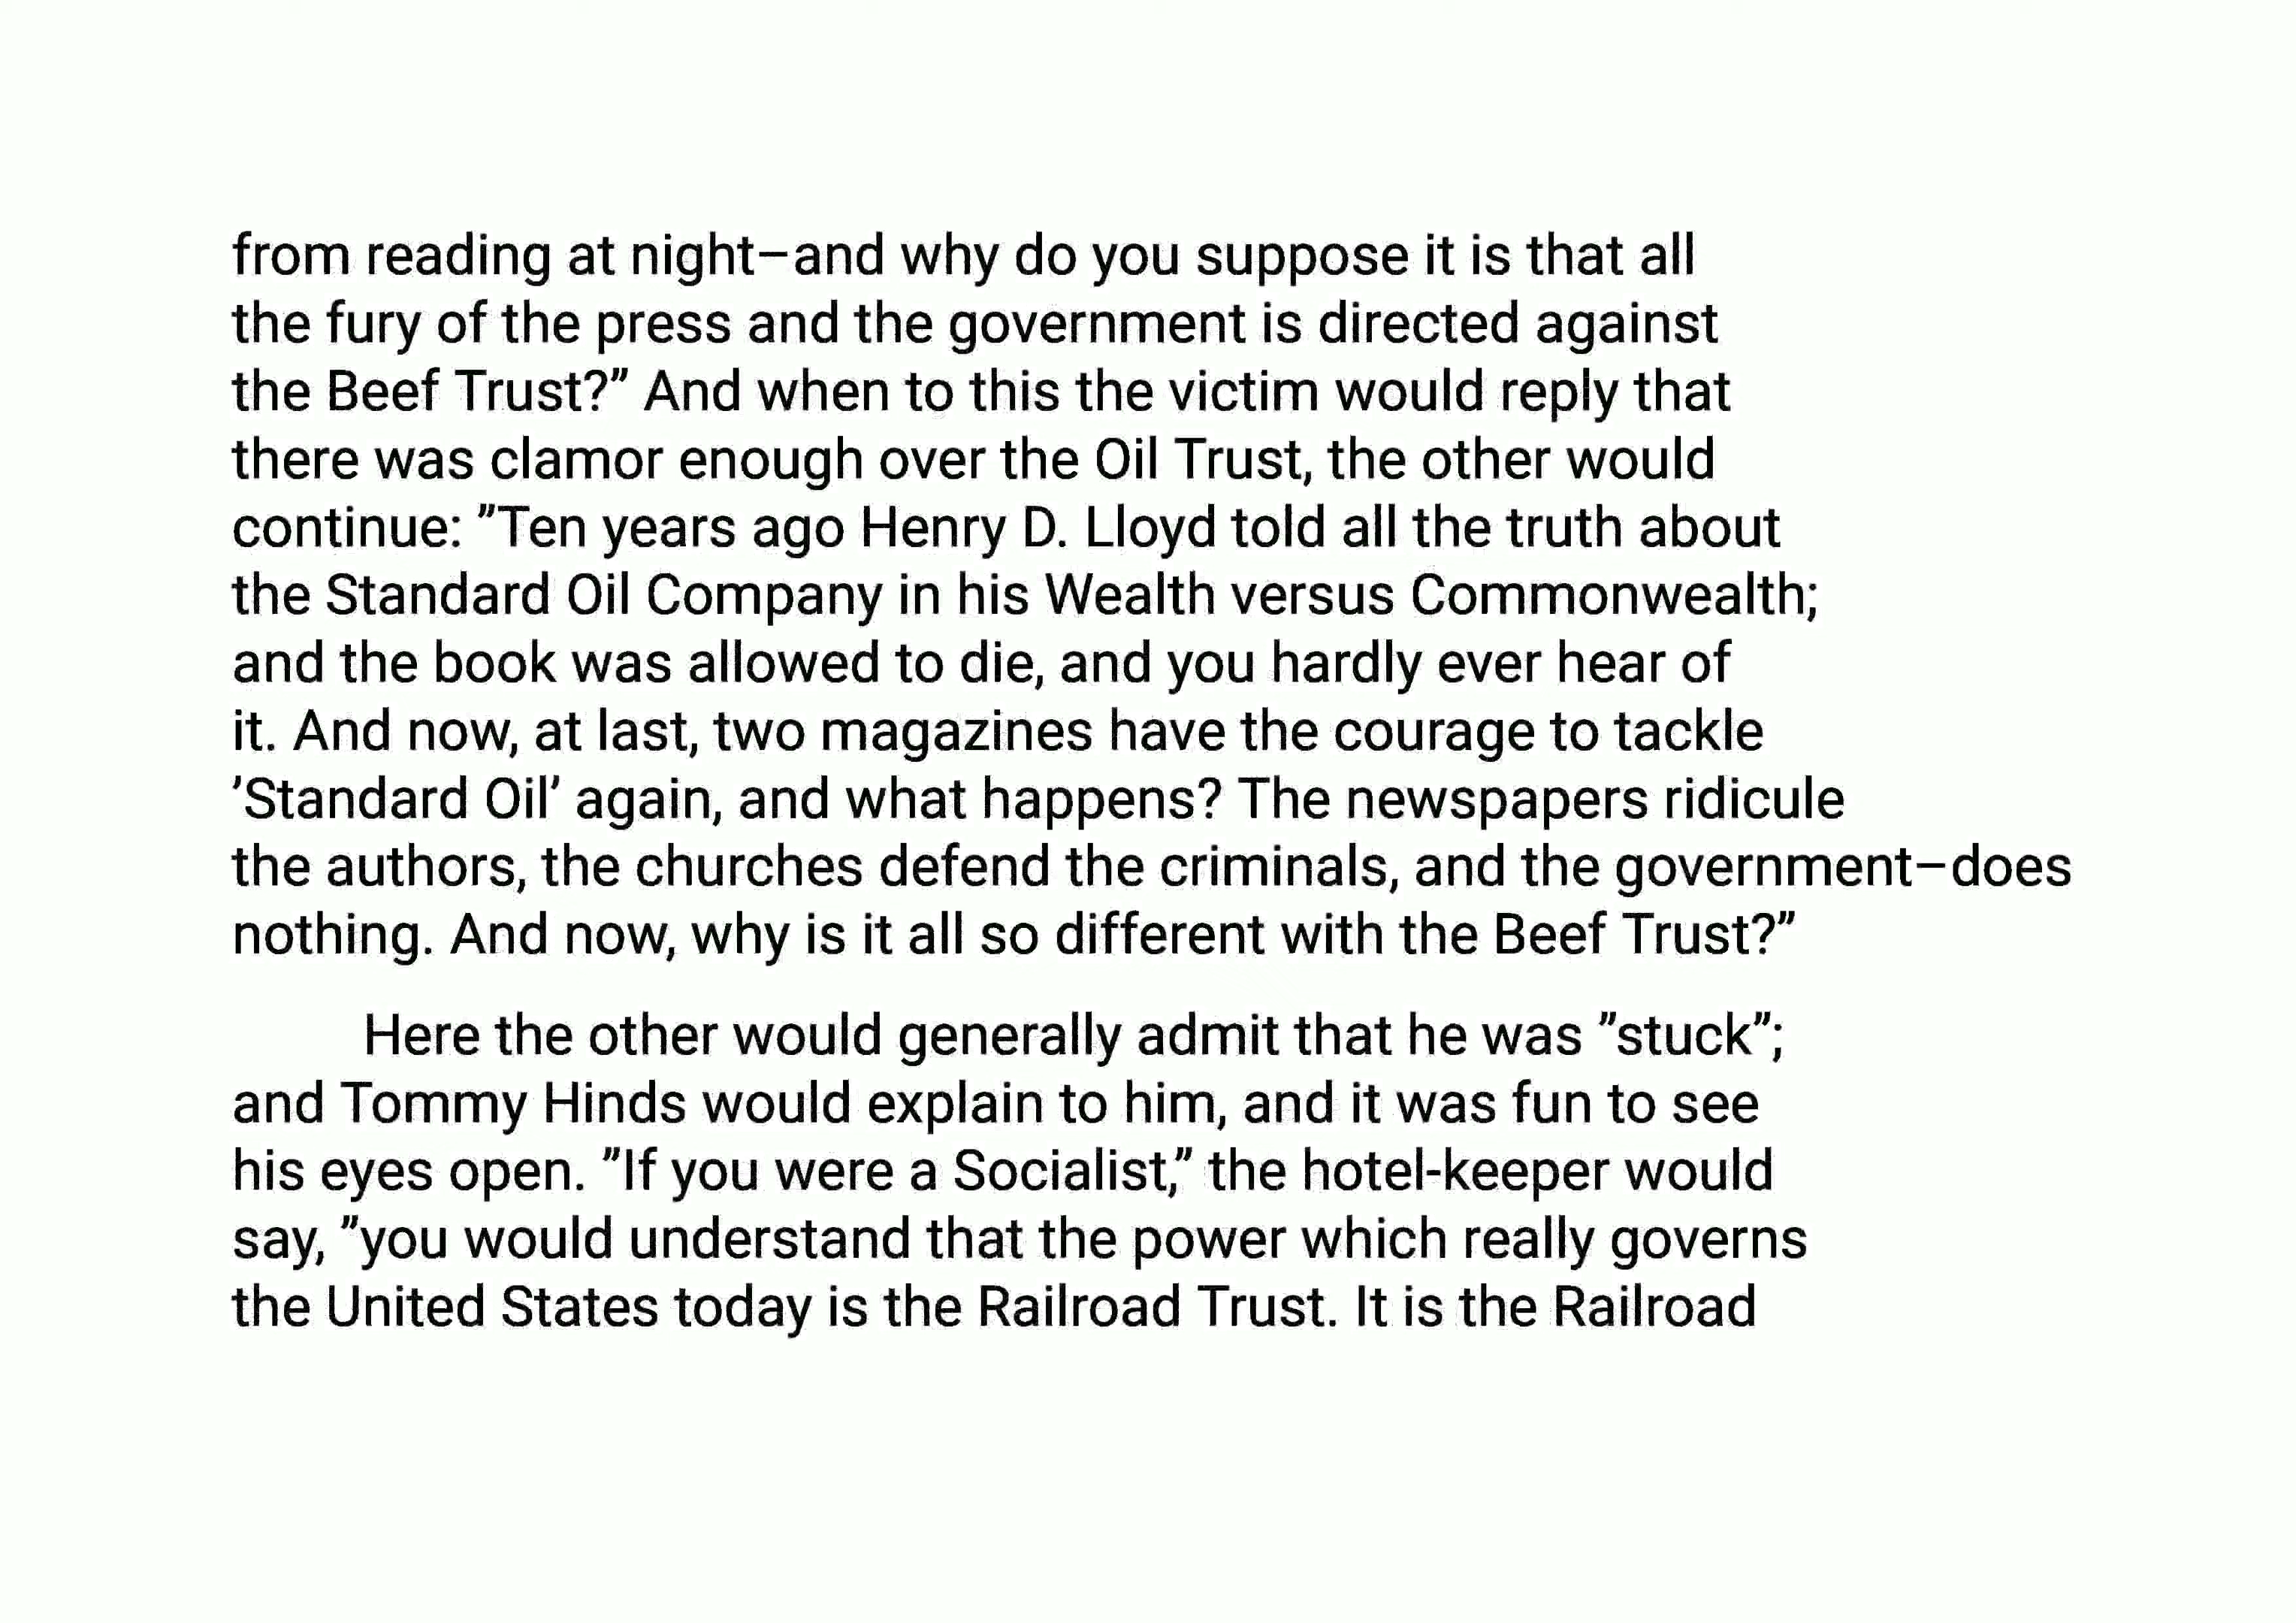 from reading at night–and why do you suppose it is that all
the fury of the press and the government is directed against
the Beef Trust?” And when to this the victim would reply that
there was clamor enough over the Oil Trust, the other would
continue: ”Ten years ago Henry D. Lloyd told all the truth about
the Standard Oil Company in his Wealth versus Commonwealth;
and the book was allowed to die, and you hardly ever hear of
it. And now, at last, two magazines have the courage to tackle
’Standard Oil’ again, and what happens? The newspapers ridicule
the authors, the churches defend the criminals, and the government–does
nothing. And now, why is it all so different with the Beef Trust?”
Here the other would generally admit that he was ”stuck”;
and Tommy Hinds would explain to him, and it was fun to see
his eyes open. ”If you were a Socialist,” the hotel-keeper would
say, ”you would understand that the power which really governs
the United States today is the Railroad Trust. It is the Railroad